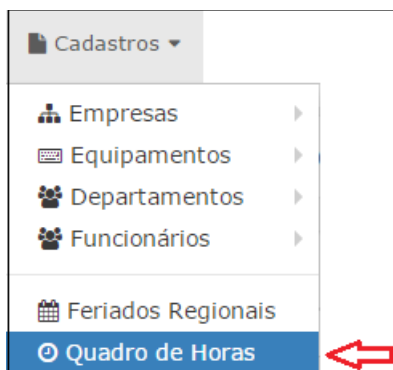 Cadastros
Empresas
Equipamentos
Departamentos
Funcionários
Feriados Regionais
Quadro de Horas